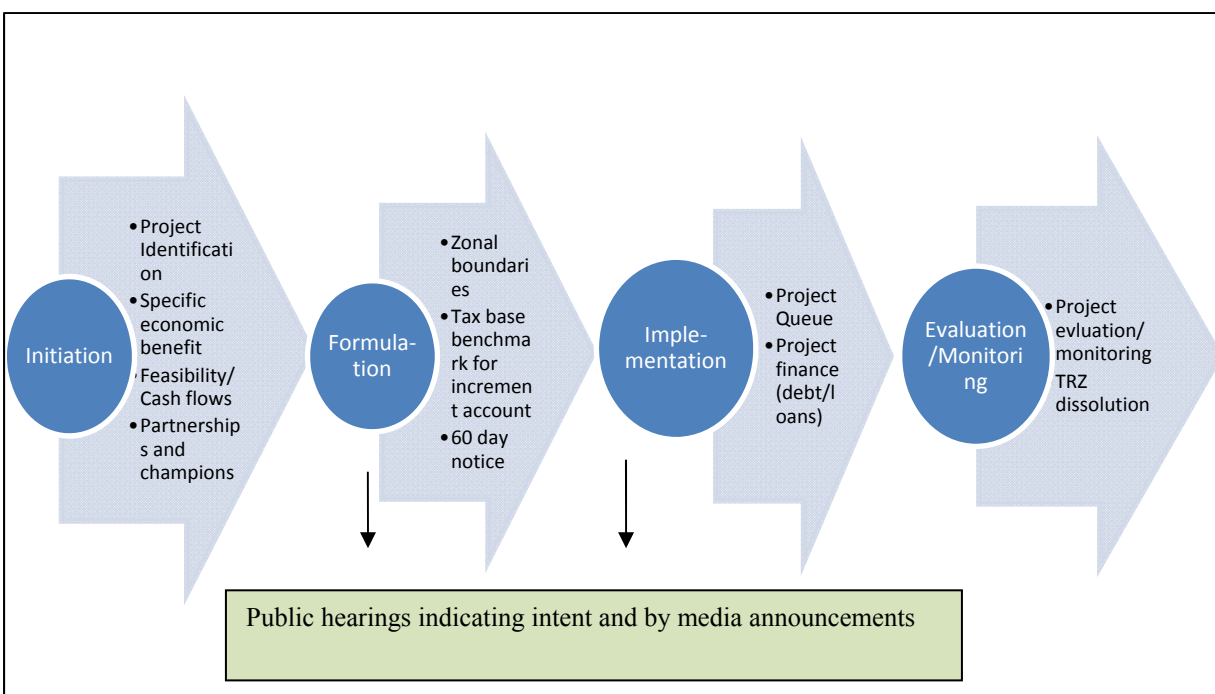 Initiation
•Project
Identificati
on
•Specific
economic
benefit
•Feasibility/
Cash flows
•Partnership
s and
champions
Formula-
tion
•Zonal
boundari
es
•Tax base
benchma
rk for
incremen
t account
•60 day
notice
Imple-
mentation
•Project
Queue
•Project
finance
(debt/l
oans)
Evaluation
/Monitori
ng
•Project
evluation/
monitoring
TRZ
dissolution
Public hearings indicating intent and by media announcements